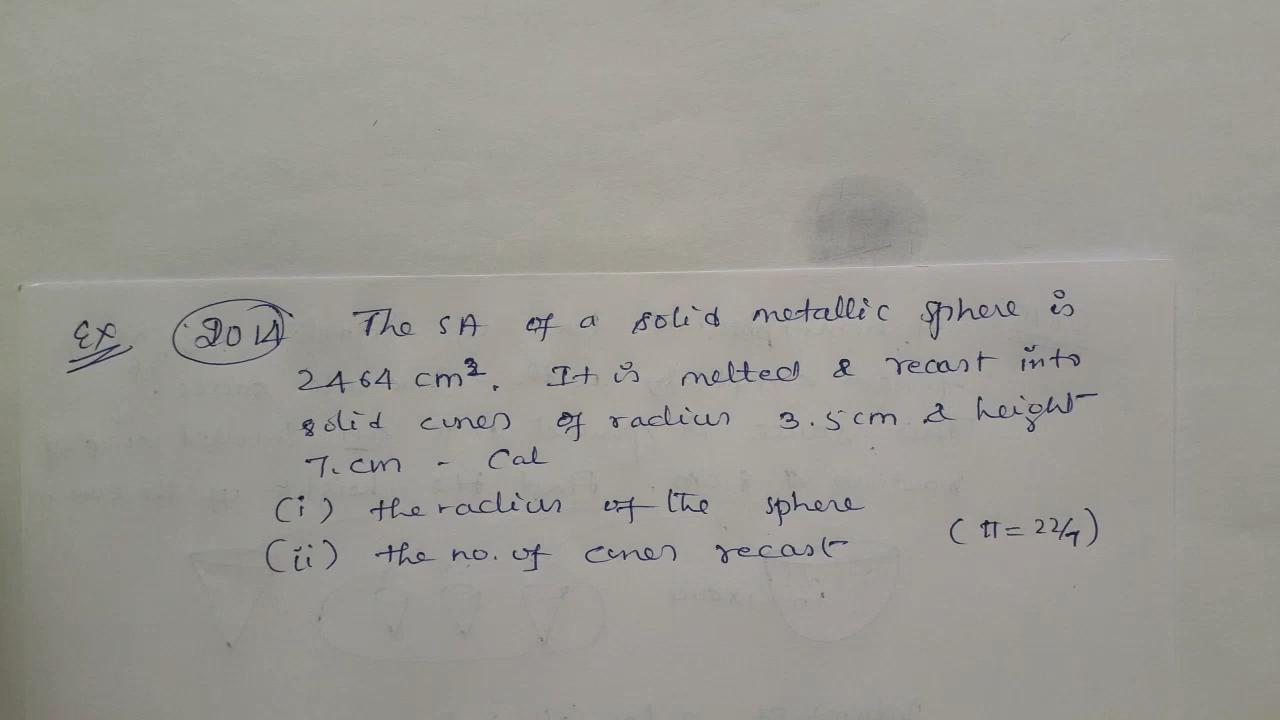 Ex 2014 The SA of a solid metallic sphere is
2464 cm². It is melted & recast into
solid cones of radius 3.5cm & height
7.cm - Cal
(i) the radius of the sphere
(ii) the no. of cones recast (π = 22/7)